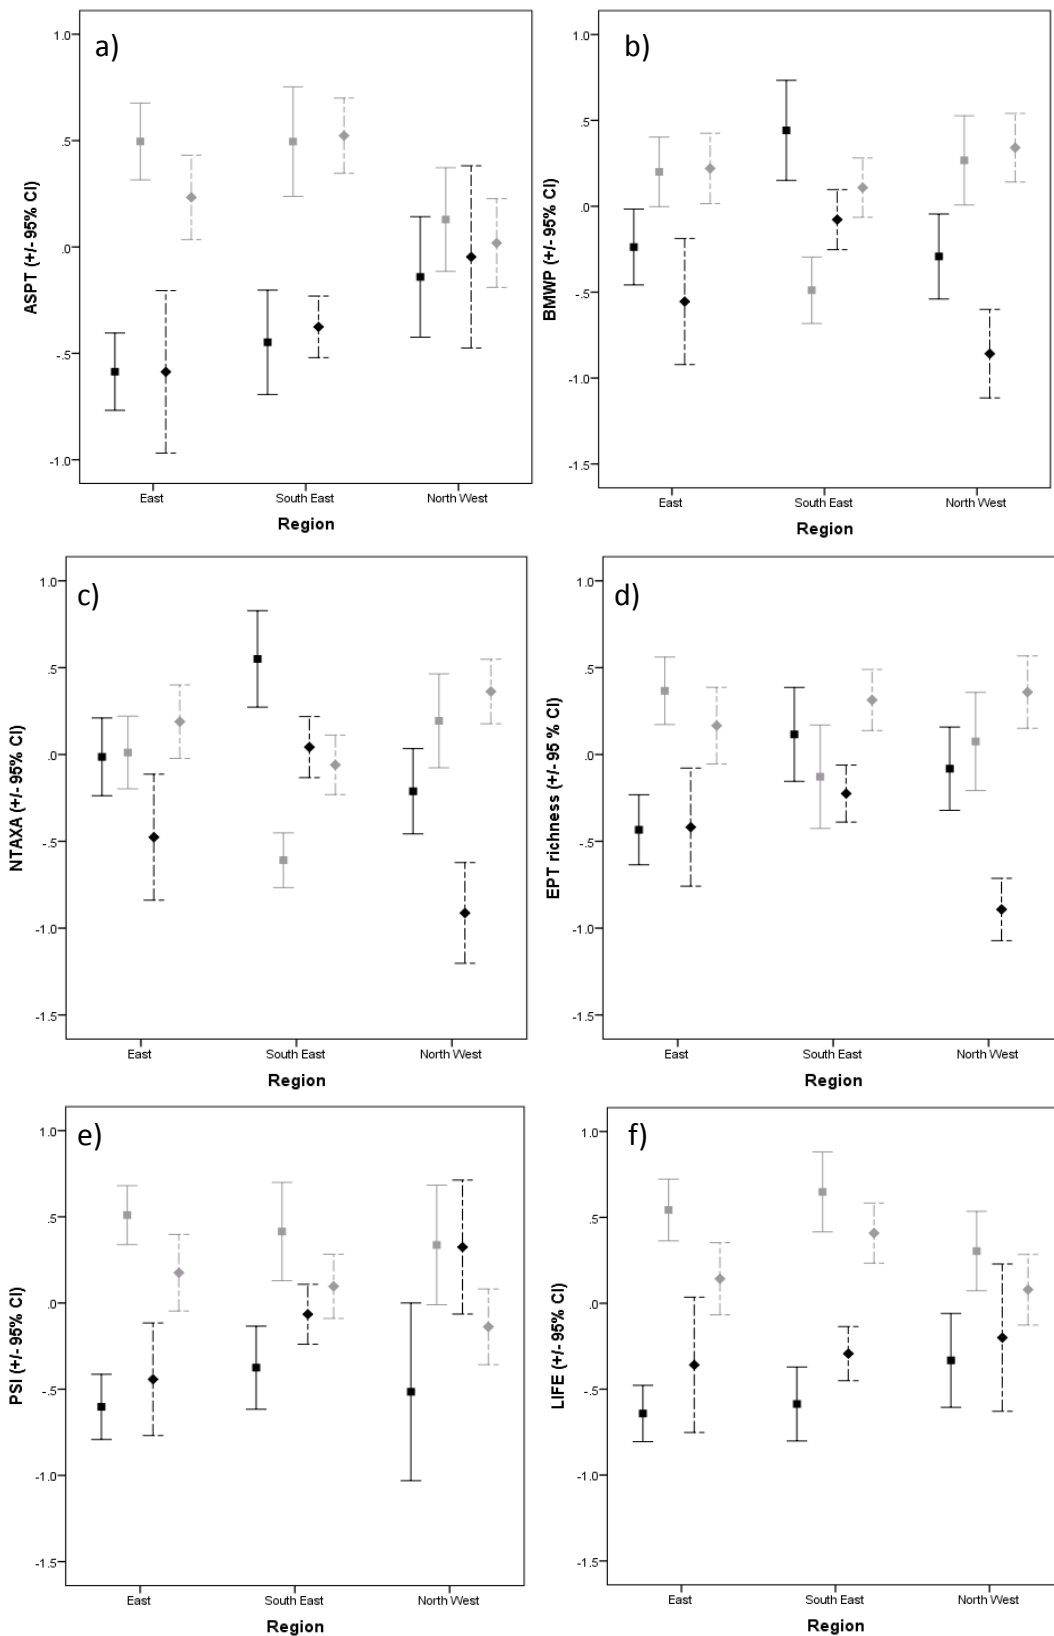 a)
1.0
.5
.0
-.5
-1.0
ASPT (+/- 95% CI)
East South East North West
Region
b)
1.0
0.5
.0
-0.5
-1.0
-1.5
BMWP (+/- 95% CI)
East South East North West
Region
c)
1.0
.5
.0
-.5
-1.0
-1.5
NTAXA (+/- 95% CI)
East South East North West
Region
d)
1.0
.5
.0
-.5
-1.0
-1.5
EPT richness (+/- 95 % CI)
East South East North West
Region
e)
1.0
.5
.0
-.5
-1.0
-1.5
PSI (+/- 95% CI)
East South East North West
Region
f)
1.0
.5
.0
-.5
-1.0
-1.5
LIFE (+/-95% CI)
East South East North West
Region